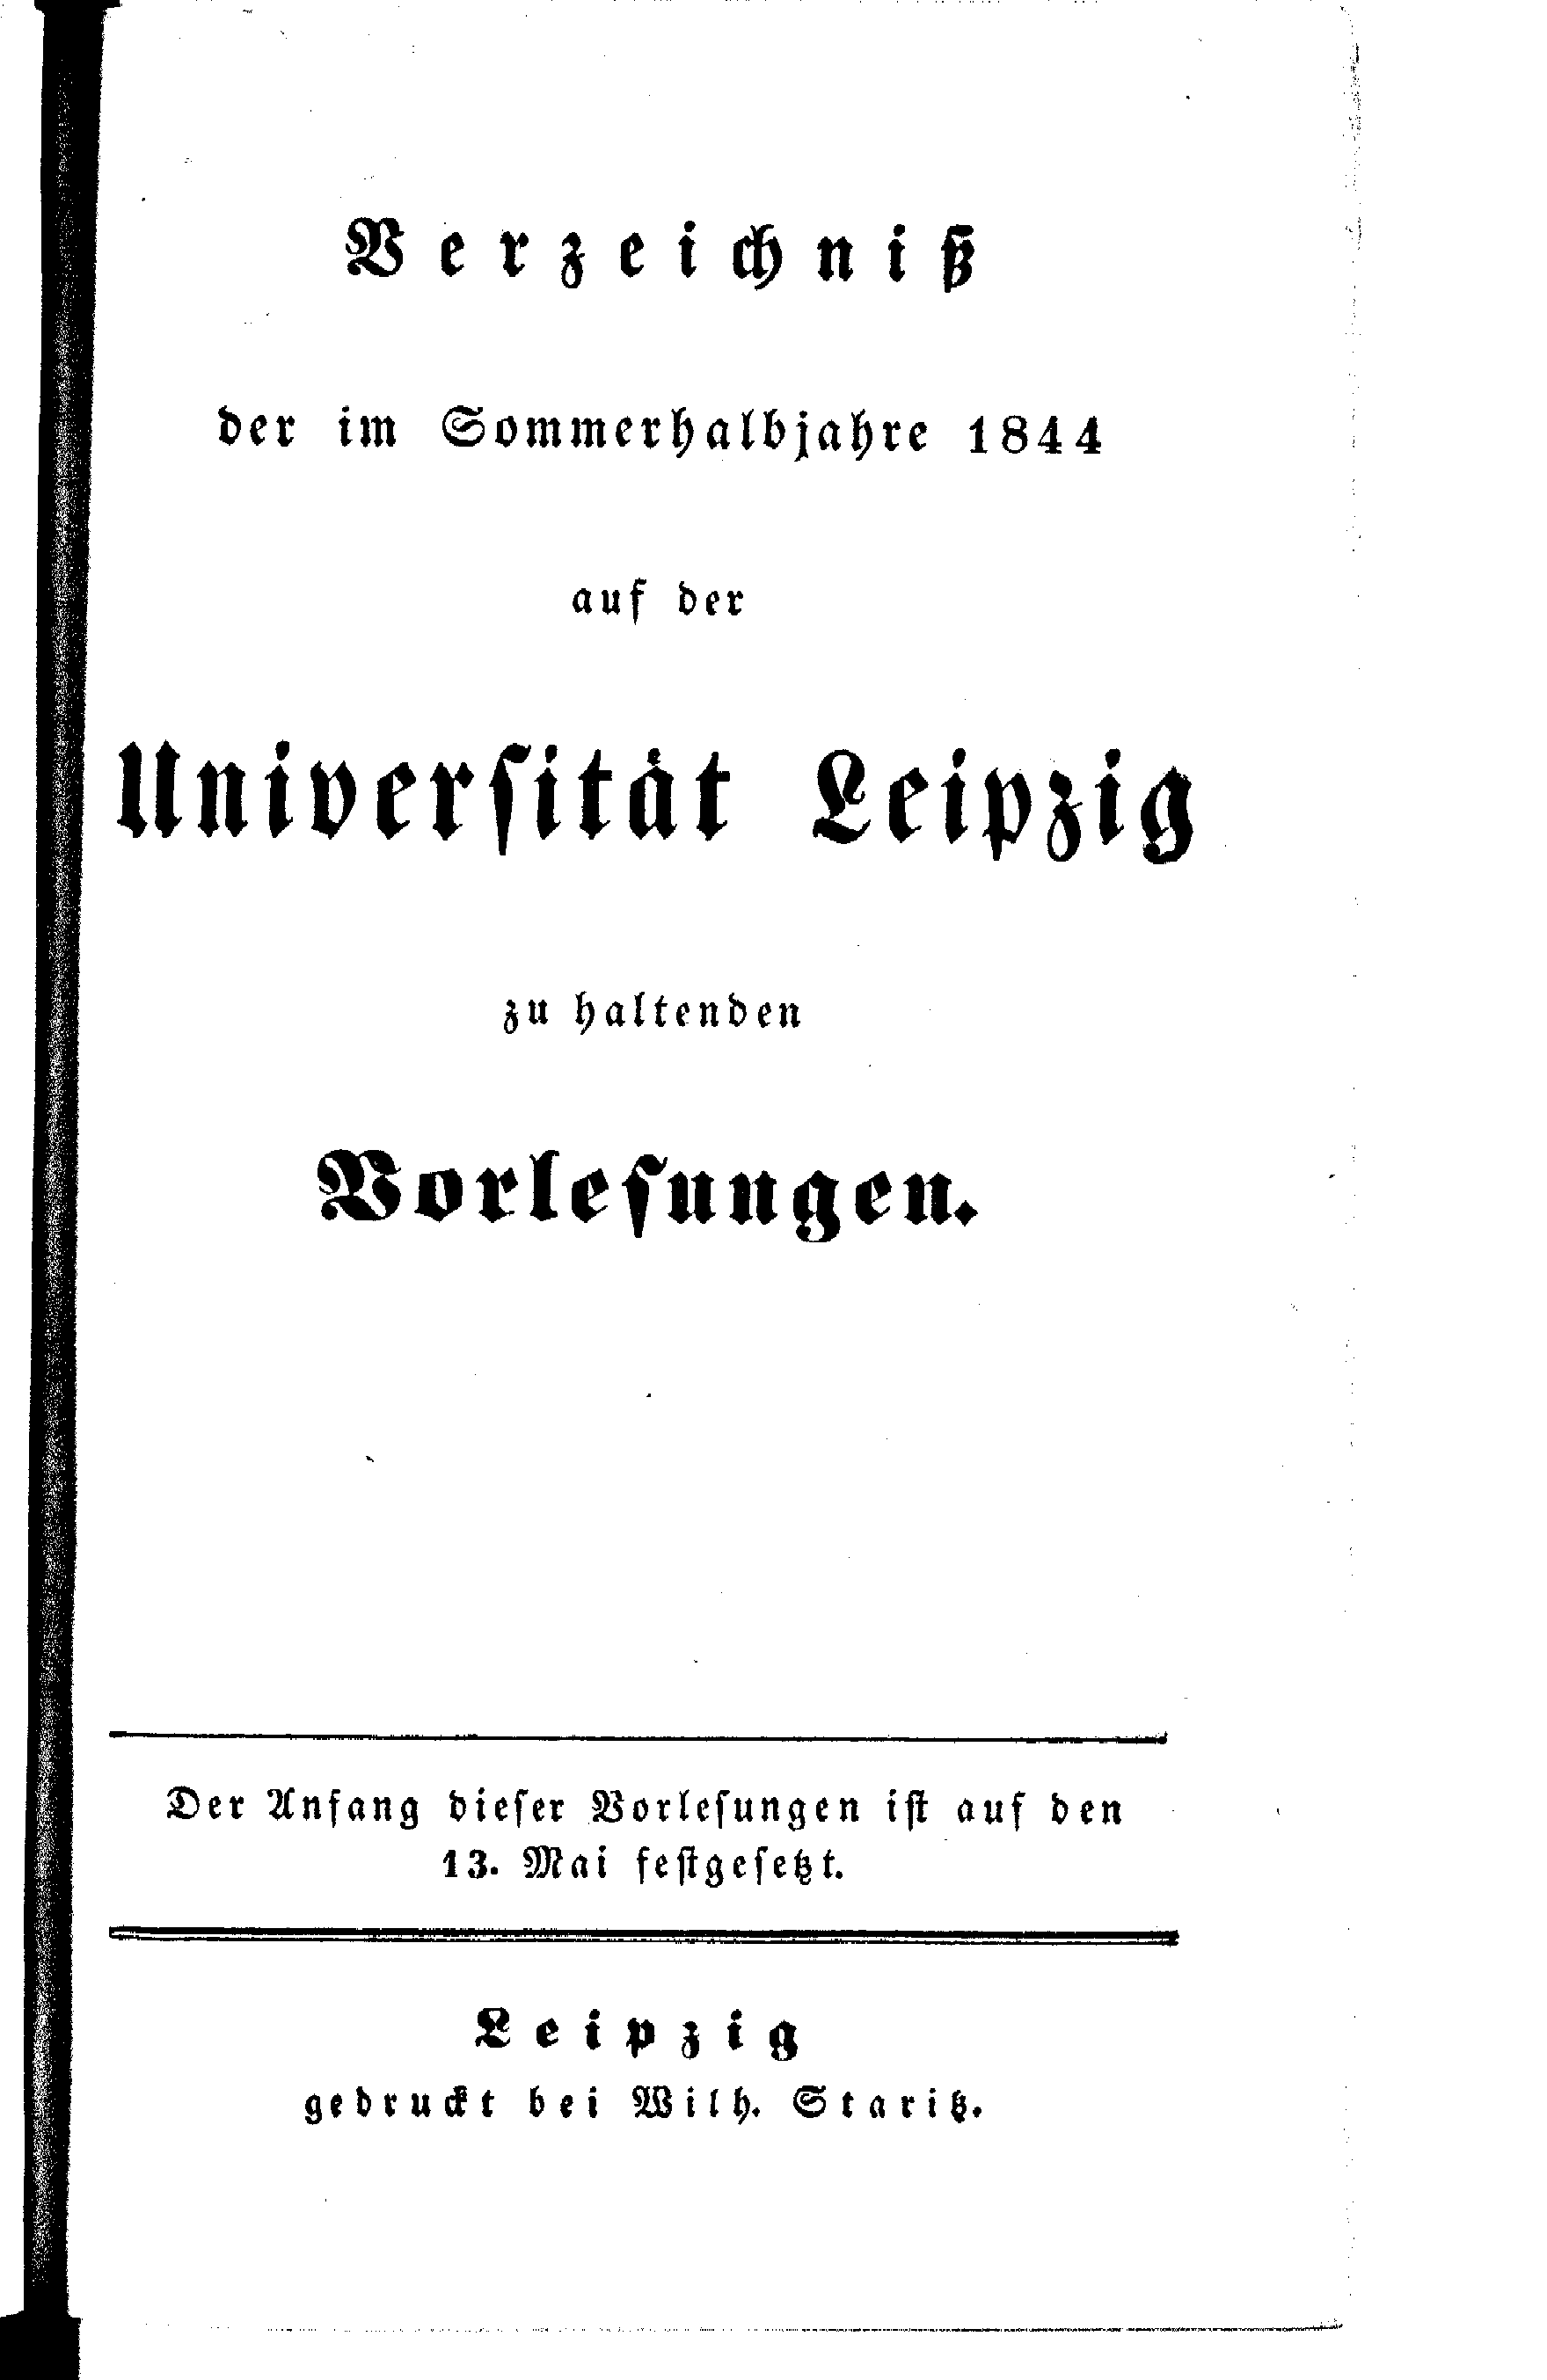 Verzeichniß
der im Sommerhalbjahre 1844
auf der
Universität Leipzig
zu haltenden
Vorlesungen.
Der Anfang dieser Vorlesungen ist auf den
13. Mai festgesetzt.
Leipzig
gedruckt bei Wilh. Staritz.